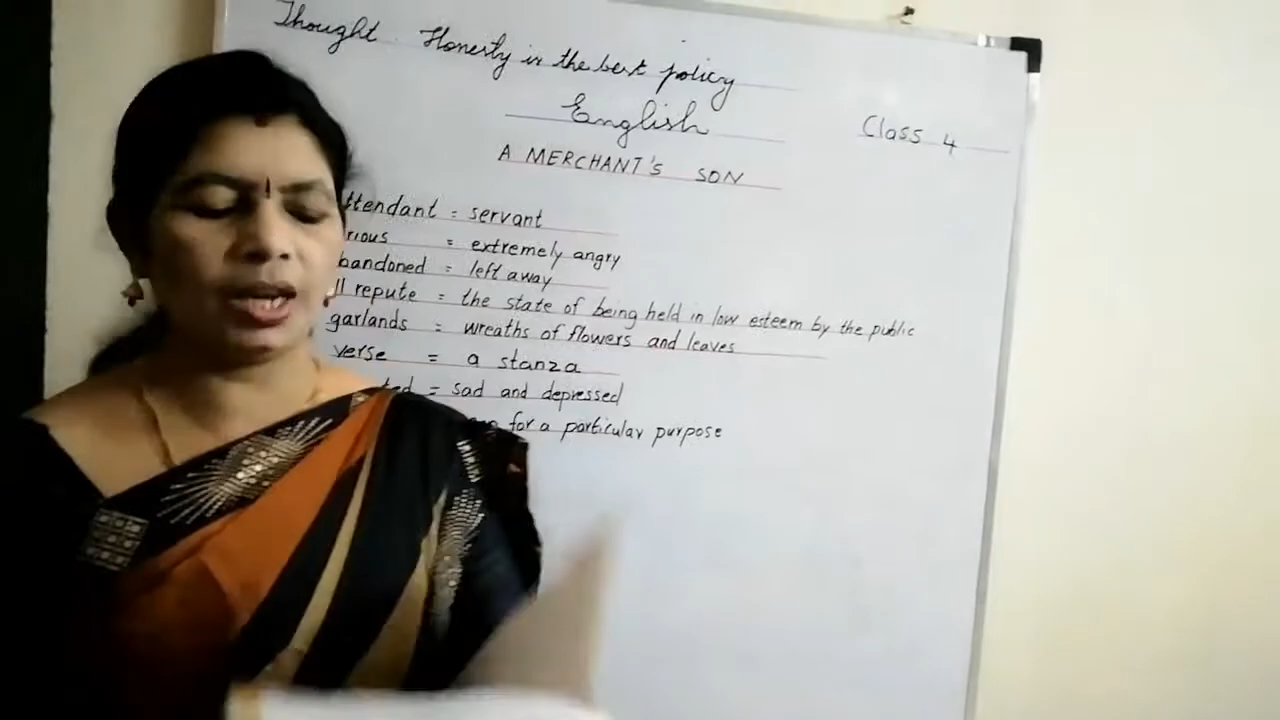 Thought. Honesty is the best policy
English
Class 4
A MERCHANT'S SON
ttendant = servant
rious = extremely angry
bandoned = left away
ll repute = the state of being held in low esteem by the public
garlands = wreaths of flowers and leaves
verse = a stanza
ted = sad and depressed
for a particular purpose